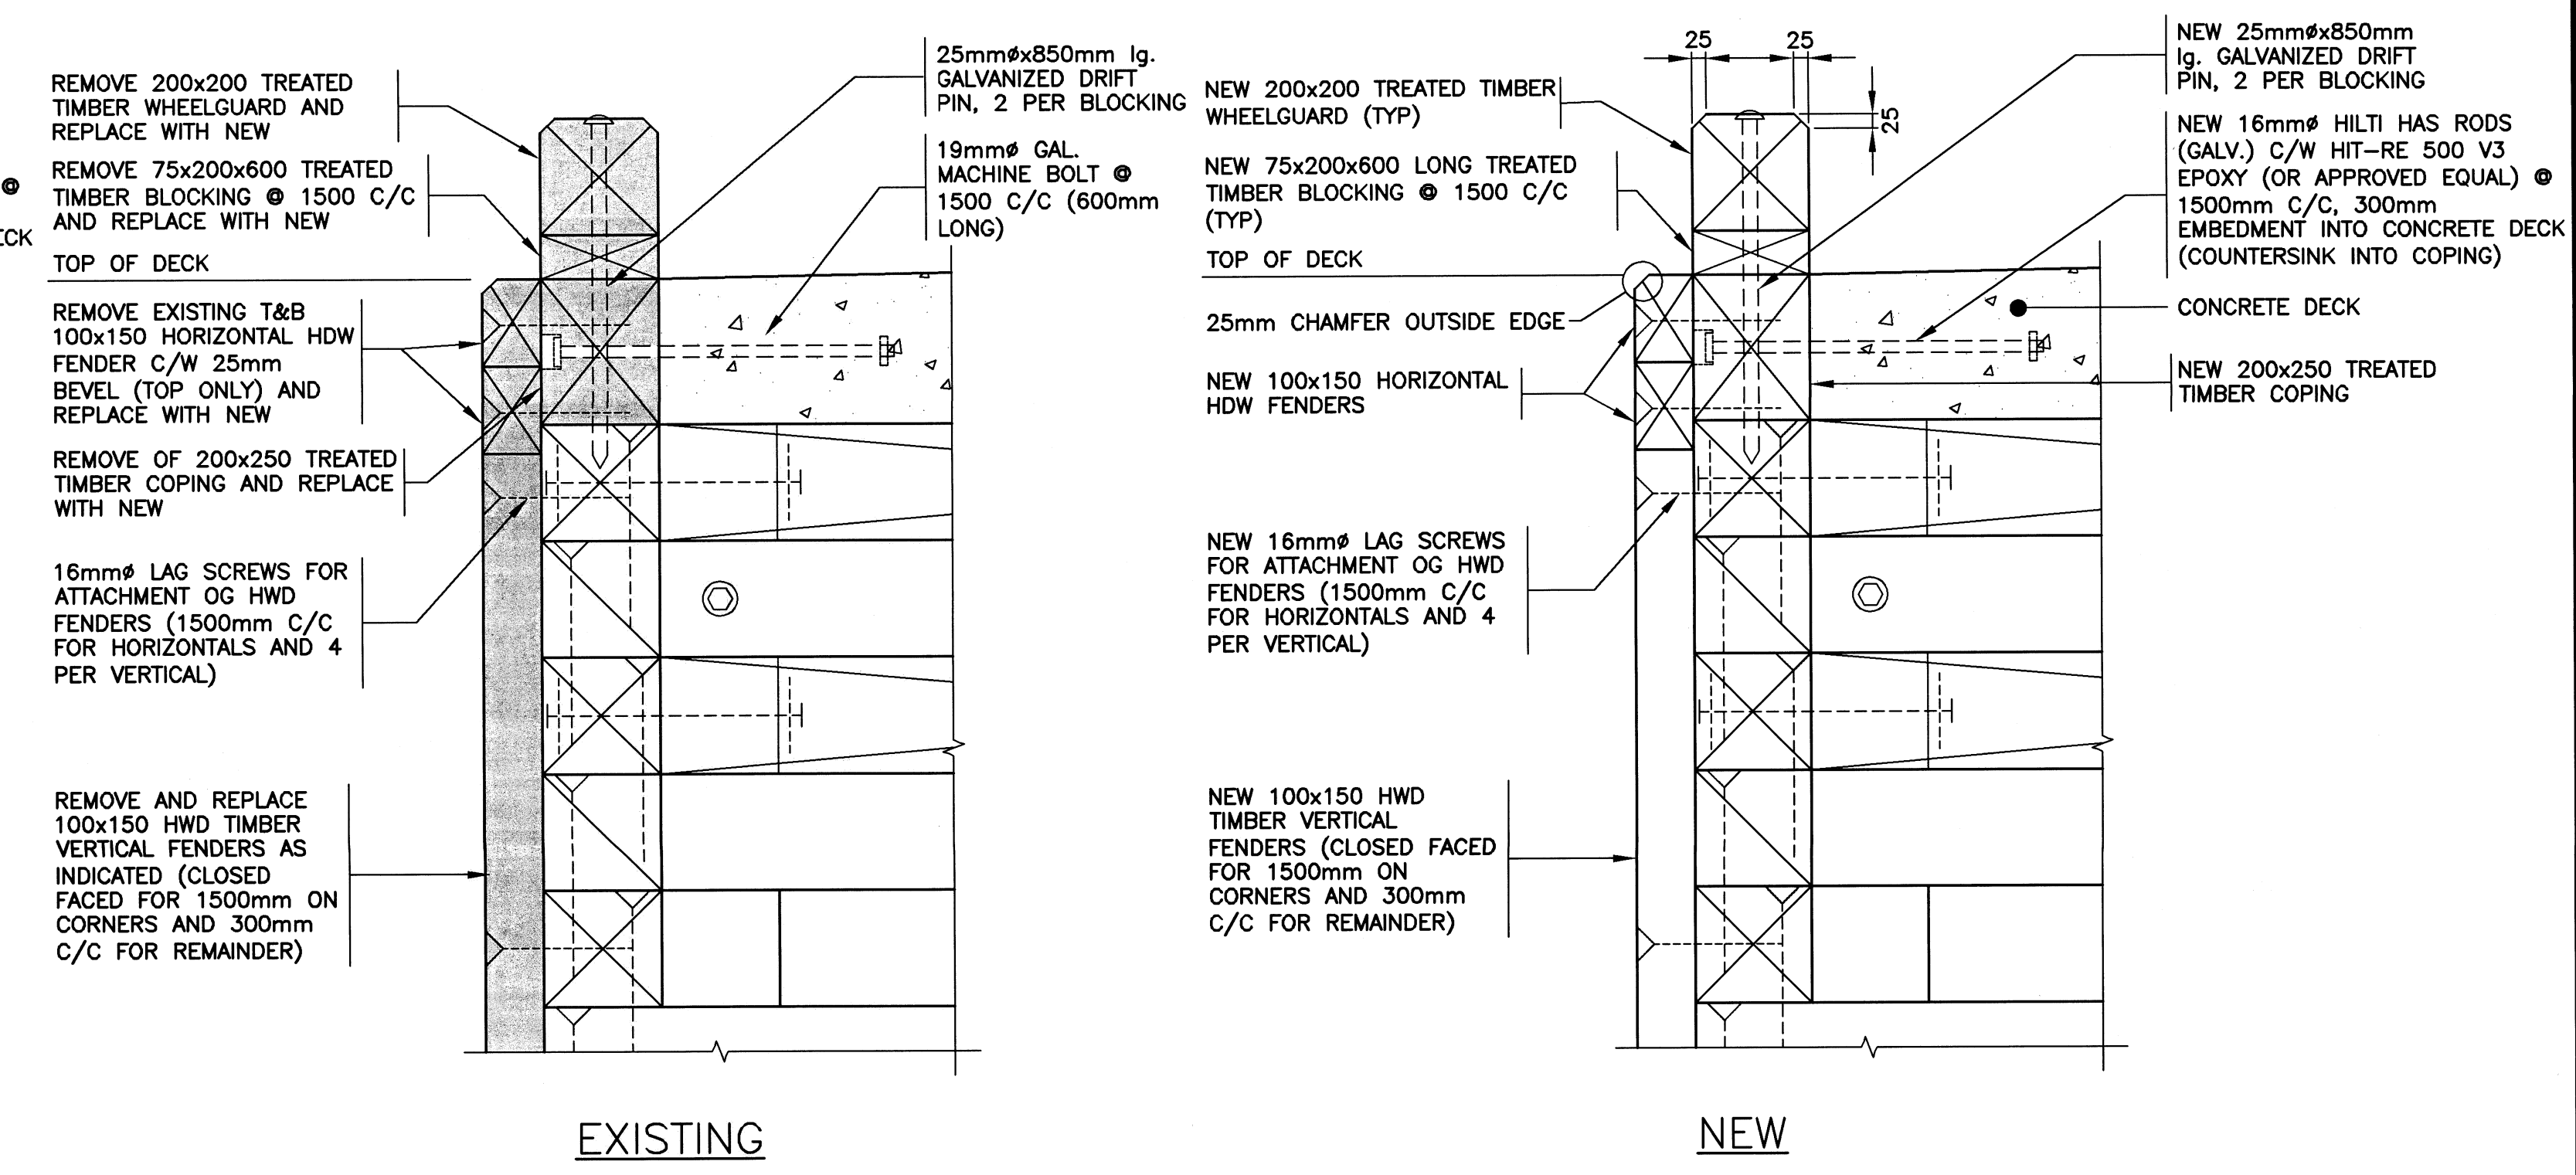 @
ECK
REMOVE 200x200 TREATED
TIMBER WHEELGUARD AND
REPLACE WITH NEW
REMOVE 75x200x600 TREATED
TIMBER BLOCKING @ 1500 C/C
AND REPLACE WITH NEW
TOP OF DECK
REMOVE EXISTING T&B
100x150 HORIZONTAL HDW
FENDER C/W 25mm
BEVEL (TOP ONLY) AND
REPLACE WITH NEW
REMOVE OF 200x250 TREATED
TIMBER COPING AND REPLACE
WITH NEW
16mmø LAG SCREWS FOR
ATTACHMENT OG HWD
FENDERS (1500mm C/C
FOR HORIZONTALS AND 4
PER VERTICAL)
REMOVE AND REPLACE
100x150 HWD TIMBER
VERTICAL FENDERS AS
INDICATED (CLOSED
FACED FOR 1500mm ON
CORNERS AND 300mm
C/C FOR REMAINDER)
25mmøx850mm lg.
GALVANIZED DRIFT
PIN, 2 PER BLOCKING
19mmø GAL.
MACHINE BOLT @
1500 C/C (600mm
LONG)
EXISTING
NEW 200x200 TREATED TIMBER
WHEELGUARD (TYP)
NEW 75x200x600 LONG TREATED
TIMBER BLOCKING @ 1500 C/C
(TYP)
TOP OF DECK
25mm CHAMFER OUTSIDE EDGE
NEW 100x150 HORIZONTAL
HDW FENDERS
NEW 16mmø LAG SCREWS
FOR ATTACHMENT OG HWD
FENDERS (1500mm C/C
FOR HORIZONTALS AND 4
PER VERTICAL)
NEW 100x150 HWD
TIMBER VERTICAL
FENDERS (CLOSED FACED
FOR 1500mm ON
CORNERS AND 300mm
C/C FOR REMAINDER)
25
25
25
NEW 25mmøx850mm
lg. GALVANIZED DRIFT
PIN, 2 PER BLOCKING
NEW 16mmø HILTI HAS RODS
(GALV.) C/W HIT-RE 500 V3
EPOXY (OR APPROVED EQUAL) @
1500mm C/C, 300mm
EMBEDMENT INTO CONCRETE DECK
(COUNTERSINK INTO COPING)
CONCRETE DECK
NEW 200x250 TREATED
TIMBER COPING
NEW